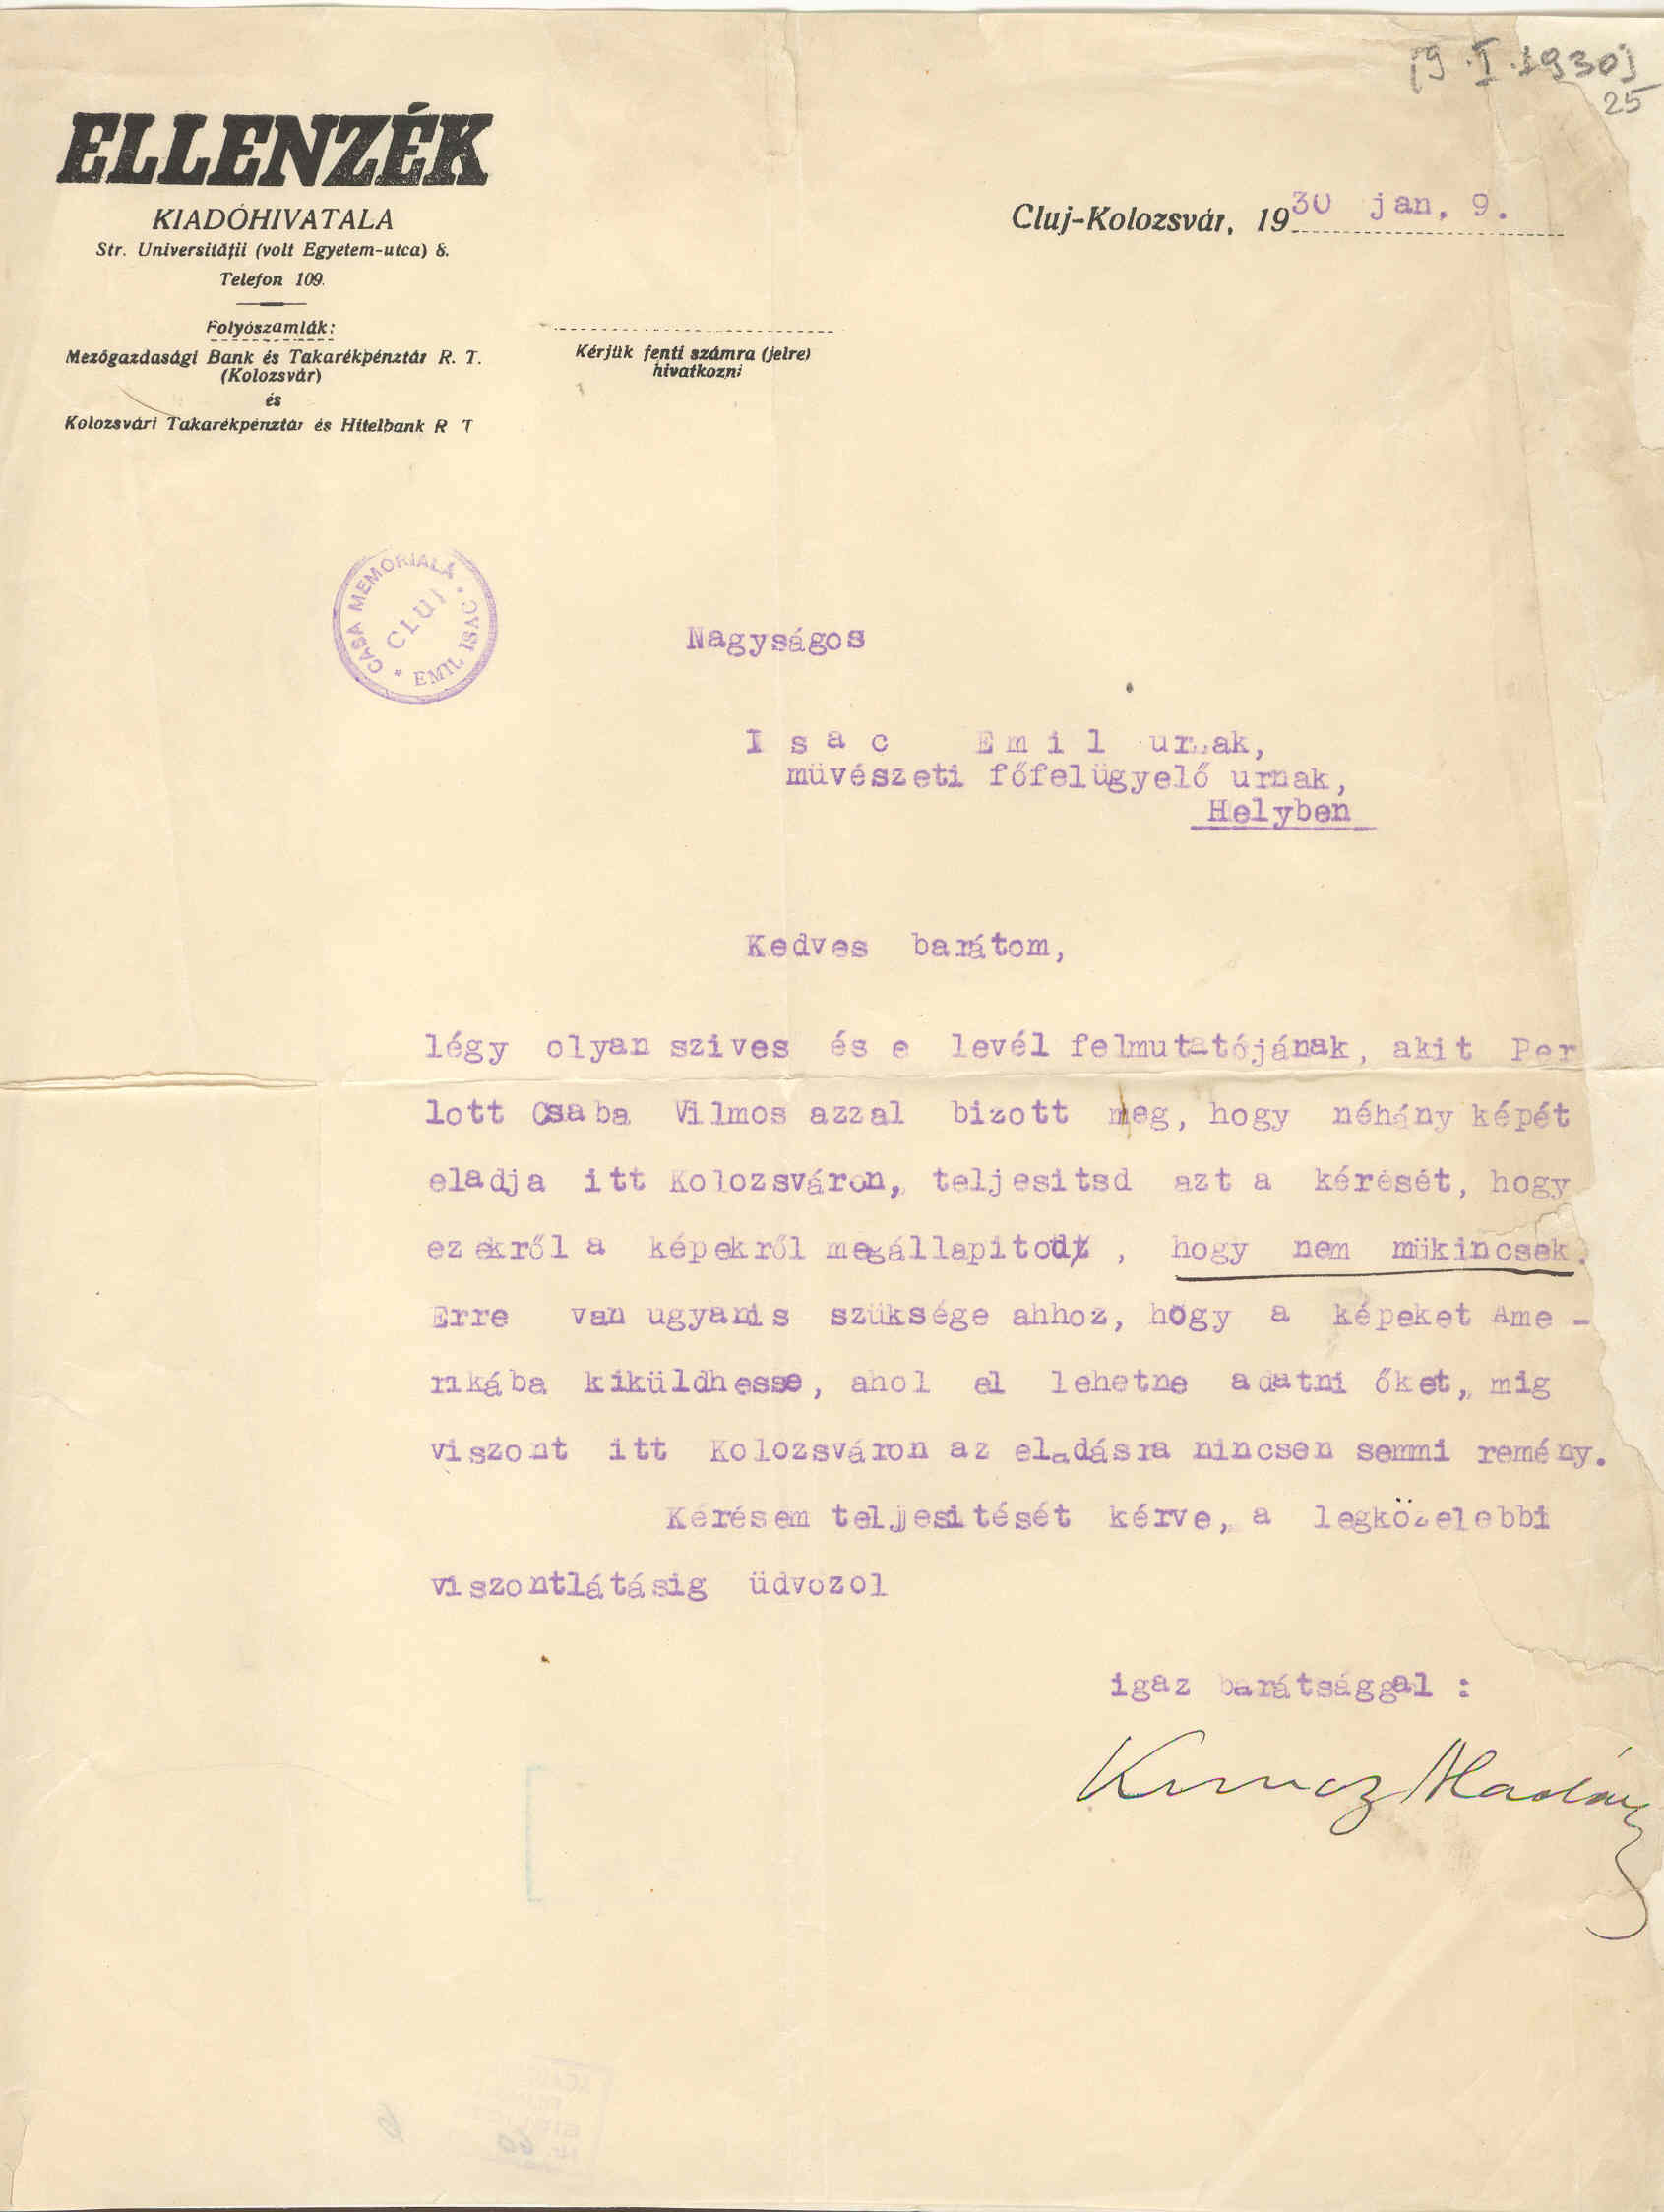 [9.I.1930]
25
ELLENZÉK
KIADÓHIVATALA
Str. Universităţii (volt Egyetem-utca) 8.
Telefon 109.
Folyószamlák:
Mezőgazdasági Bank és Takarékpénztár R. T.
(Kolozsvár)
és
Kolozsvári Takarékpénztár és Hitelbank R T
Cluj-Kolozsvár, 1930 jan. 9.
Kérjük fenti számra (jelre)
hivatkozni
CASA MEMORIALĂ
CLUJ
* EMIL ISAC *
Nagyságos
Isac Emil urnak,
müvészeti főfelügyelő urnak,
Helyben
Kedves barátom,
légy olyan szives és e levél felmutatójának, akit Per
lott Csaba Vilmos azzal bizott meg, hogy néhány képét
eladja itt Kolozsváron, teljesitsd azt a kérését, hogy
ezekről a képekről megállapitod, hogy nem mükincsek.
Erre van ugyanis szüksége ahhoz, hogy a képeket Ame -
rikába kiküldhesse, ahol el lehetne adatni őket, mig
viszont itt Kolozsváron az eladásra nincsen semmi remény.
Kérésem teljesitését kérve, a legközelebbi
viszontlátásig üdvozol
igaz barátsággal :
Kuncz Aladár